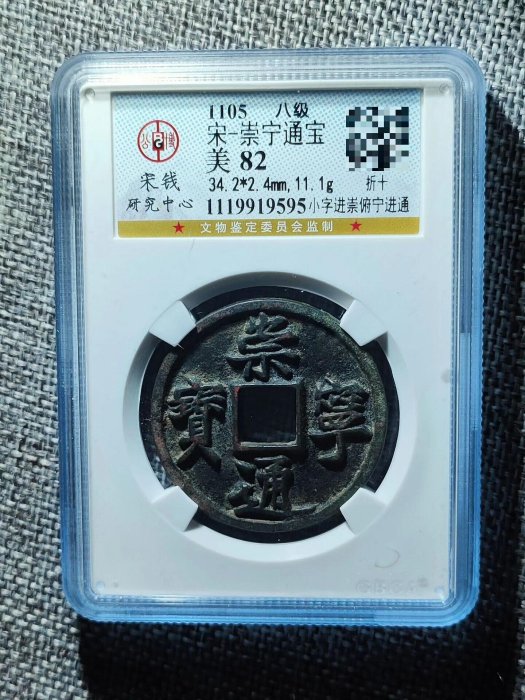 1105 八级
宋-崇宁通宝
美 82
34.2*2.4mm,11.1g 折十
宋钱
研究中心
1119919595 小字进崇俯宁进通
★ 文物鉴定委员会监制 ★
公博
崇
寶 寧
通